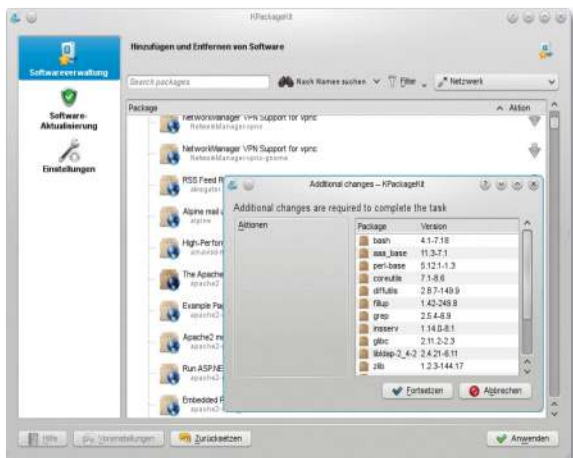 KPackageKit
Softwareverwaltung
Software-
Aktualisierung
Einstellungen
Hinzufügen und Entfernen von Software
Search packages
Nach Namen suchen
Filter
Netzwerk
Package
Aktion
NetworkManager VPN Support for vpnc
NetworkManager-vpnc
NetworkManager VPN Support for vpnc
NetworkManager-vpnc-gnome
RSS Feed R
akregator
Alpine mail
alpine
High-Perfor
The Apache
apache2
Example Pa
apache2-
Apache2 m
apache2-
Run ASP.NE
apache2-
Embedded P
apache2-
Additional changes – KPackageKit
Additional changes are required to complete the task
Aktionen
Package Version
bash 4.1-7.18
aaa_base 11.3-7.1
perl-base 5.12.1-1.3
coreutils 7.1-8.6
diffutils 2.8.7-149.9
fillup 1.42-249.8
grep 2.5.4-8.9
insserv 1.14.0-8.1
glibc 2.11.2-2.3
libldap-2_4-2 2.4.21-6.11
zlib 1.2.3-144.17
Fortsetzen
Abbrechen
Hilfe
Voreinstellungen
Zurücksetzen
Anwenden